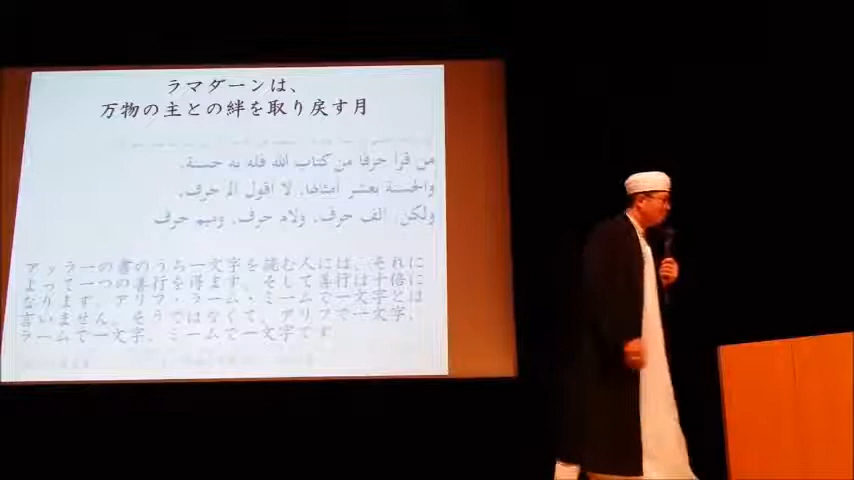 ラマダーンは、
万物の主との絆を取り戻す月
من قرأ حرفا من كتاب الله فله به حسنة.
والحسنة بعشر أمثالها. لا أقول الم حرف.
ولكن ألف حرف. ولام حرف. وميم حرف
アッラーの書のうち一文字を読む人には、それに
よって一つの善行を得ます。そして善行は十倍に
なります。アリフ・ラーム・ミームで一文字とは
言いません。そうではなくて、アリフで一文字、
ラームで一文字、ミームで一文字です